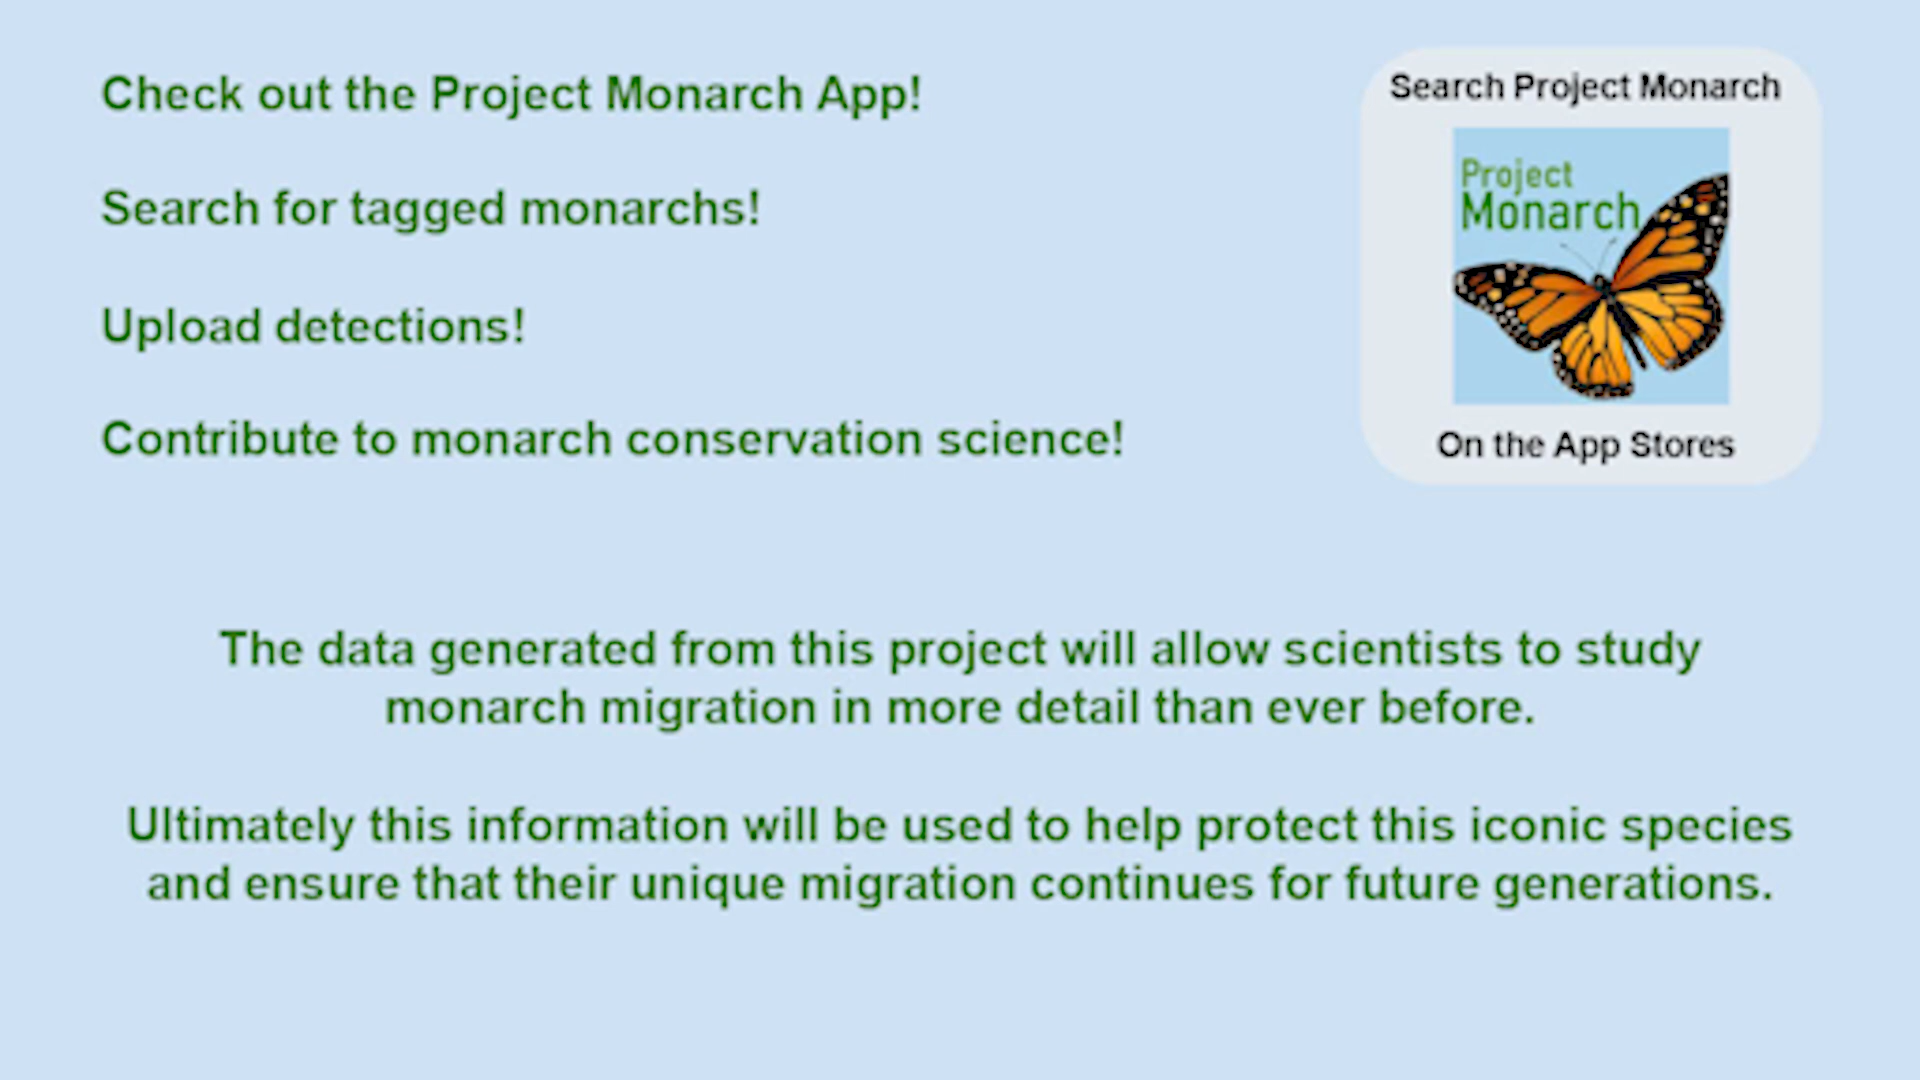 Check out the Project Monarch App!
Search for tagged monarchs!
Upload detections!
Contribute to monarch conservation science!
Search Project Monarch
Project
Monarch
On the App Stores
The data generated from this project will allow scientists to study
monarch migration in more detail than ever before.
Ultimately this information will be used to help protect this iconic species
and ensure that their unique migration continues for future generations.